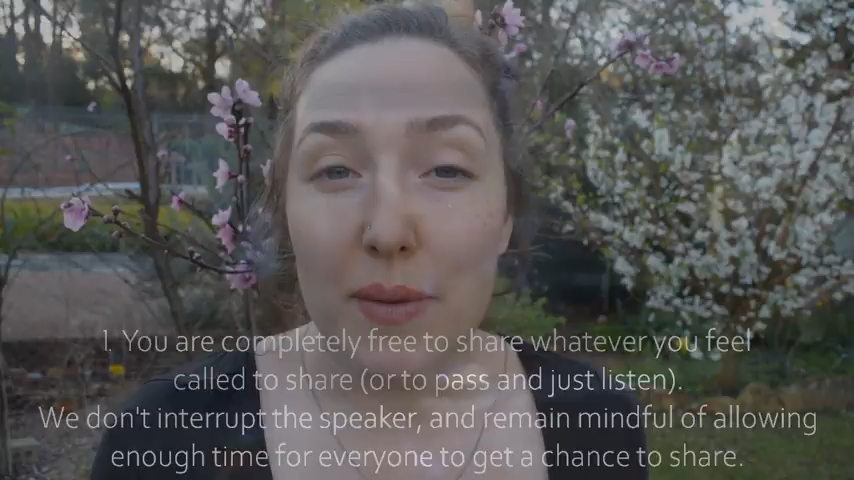 1. You are completely free to share whatever you feel
called to share (or to pass and just listen).
We don't interrupt the speaker, and remain mindful of allowing
enough time for everyone to get a chance to share.